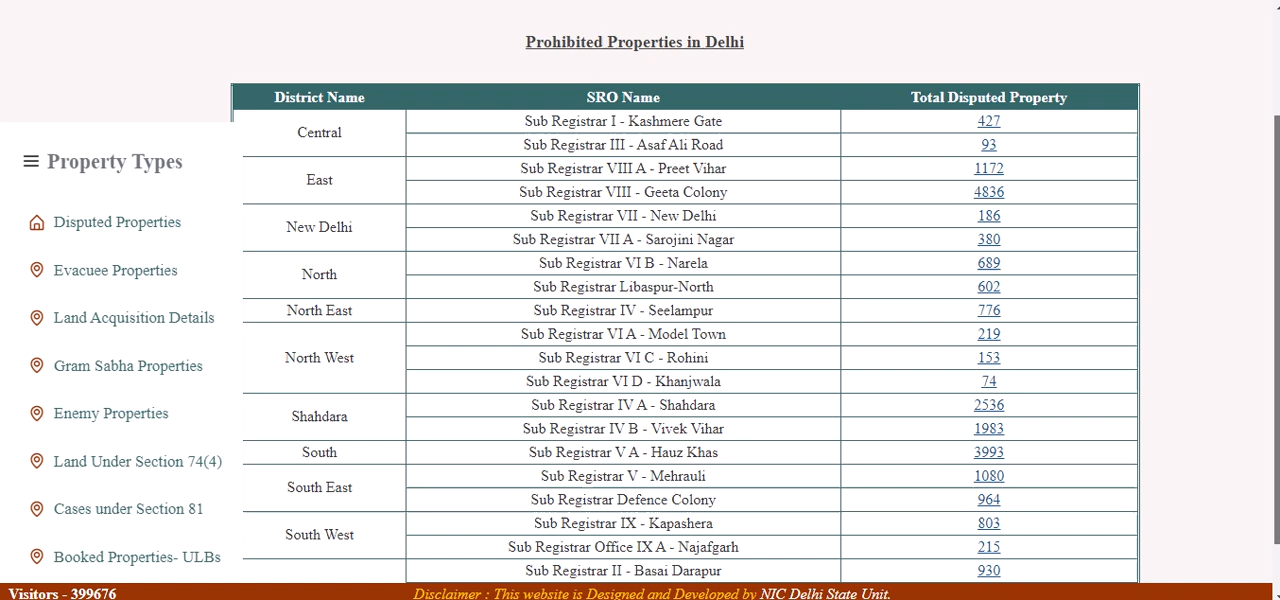 Prohibited Properties in Delhi
District Name SRO Name Total Disputed Property
Central Sub Registrar I - Kashmere Gate 427
Sub Registrar III - Asaf Ali Road 93
East Sub Registrar VIII A - Preet Vihar 1172
Sub Registrar VIII - Geeta Colony 4836
New Delhi Sub Registrar VII - New Delhi 186
Sub Registrar VII A - Sarojini Nagar 380
North Sub Registrar VI B - Narela 689
Sub Registrar Libaspur-North 602
North East Sub Registrar IV - Seelampur 776
North West Sub Registrar VI A - Model Town 219
Sub Registrar VI C - Rohini 153
Sub Registrar VI D - Khanjwala 74
Shahdara Sub Registrar IV A - Shahdara 2536
Sub Registrar IV B - Vivek Vihar 1983
South Sub Registrar V A - Hauz Khas 3993
South East Sub Registrar V - Mehrauli 1080
Sub Registrar Defence Colony 964
South West Sub Registrar IX - Kapashera 803
Sub Registrar Office IX A - Najafgarh 215
Sub Registrar II - Basai Darapur 930
Property Types
Disputed Properties
Evacuee Properties
Land Acquisition Details
Gram Sabha Properties
Enemy Properties
Land Under Section 74(4)
Cases under Section 81
Booked Properties- ULBs
Visitors - 399676 Disclaimer : This website is Designed and Developed by NIC Delhi State Unit.